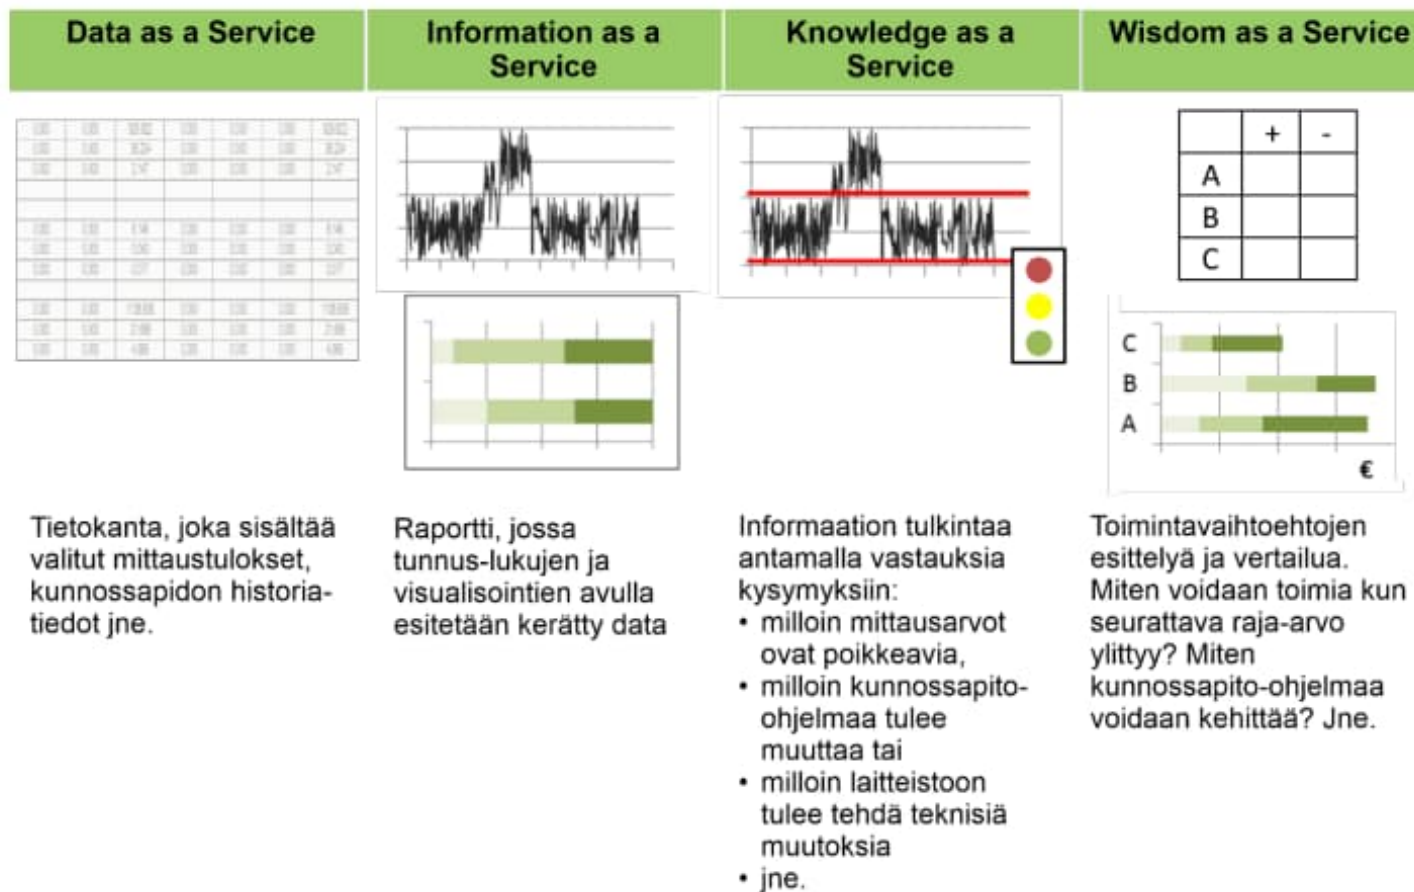 Data as a Service
Information as a
Service
Knowledge as a
Service
Wisdom as a Service
+ -
A
B
C
C
B
A
€
Tietokanta, joka sisältää
valitut mittaustulokset,
kunnossapidon historia-
tiedot jne.
Raportti, jossa
tunnus-lukujen ja
visualisointien avulla
esitetään kerätty data
Informaation tulkintaa
antamalla vastauksia
kysymyksiin:
• milloin mittausarvot
ovat poikkeavia,
• milloin kunnossapito-
ohjelmaa tulee
muuttaa tai
• milloin laitteistoon
tulee tehdä teknisiä
muutoksia
• jne.
Toimintavaihtoehtojen
esittelyä ja vertailua.
Miten voidaan toimia kun
seurattava raja-arvo
ylittyy? Miten
kunnossapito-ohjelmaa
voidaan kehittää? Jne.